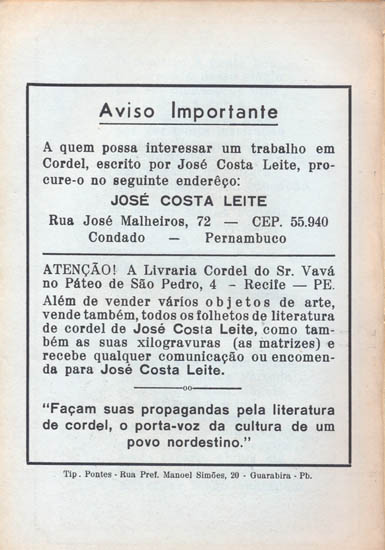 Aviso Importante
A quem possa interessar um trabalho em
Cordel, escrito por José Costa Leite, pro-
cure-o no seguinte enderêço:
JOSÉ COSTA LEITE
Rua José Malheiros, 72 — CEP. 55.940
Condado — Pernambuco
ATENÇÃO! A Livraria Cordel do Sr. Vavá
no Páteo de São Pedro, 4 - Recife — PE.
Além de vender vários objetos de arte,
vende também, todos os folhetos de literatura
de cordel de José Costa Leite, como tam-
bém as suas xilogravuras (as matrizes) e
recebe qualquer comunicação ou encomen-
da para José Costa Leite.
"Façam suas propagandas pela literatura
de cordel, o porta-voz da cultura de um
povo nordestino."
Tip. Pontes - Rua Pref. Manoel Simões, 20 - Guarabira - Pb.